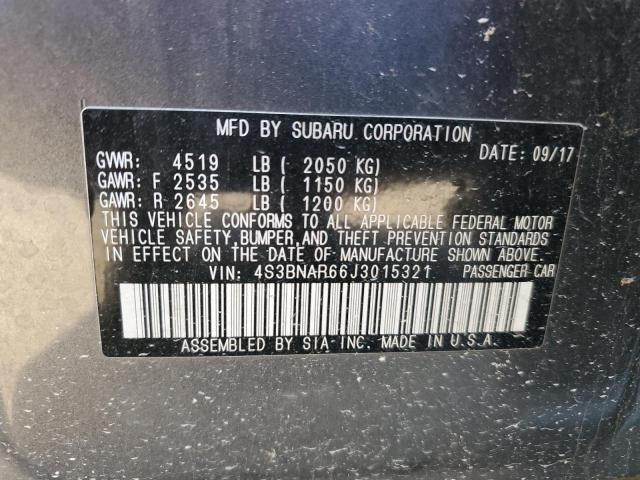 MFD BY SUBARU CORPORATION
DATE: 09/17
GVWR: 4519 LB ( 2050 KG)
GAWR: F 2535 LB ( 1150 KG)
GAWR: R 2645 LB ( 1200 KG)
THIS VEHICLE CONFORMS TO ALL APPLICABLE FEDERAL MOTOR
VEHICLE SAFETY, BUMPER, AND THEFT PREVENTION STANDARDS
IN EFFECT ON THE DATE OF MANUFACTURE SHOWN ABOVE.
VIN: 4S3BNAR66J3015321 PASSENGER CAR
ASSEMBLED BY SIA-INC. MADE IN U.S.A.